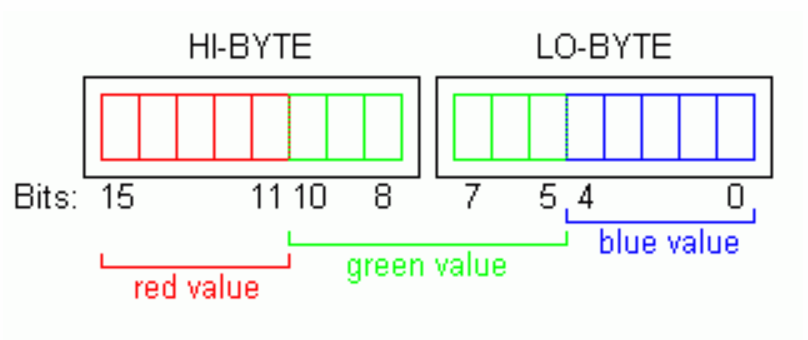 HI-BYTE LO-BYTE
Bits: 15 11 10 8 7 5 4 0
blue value
green value
red value